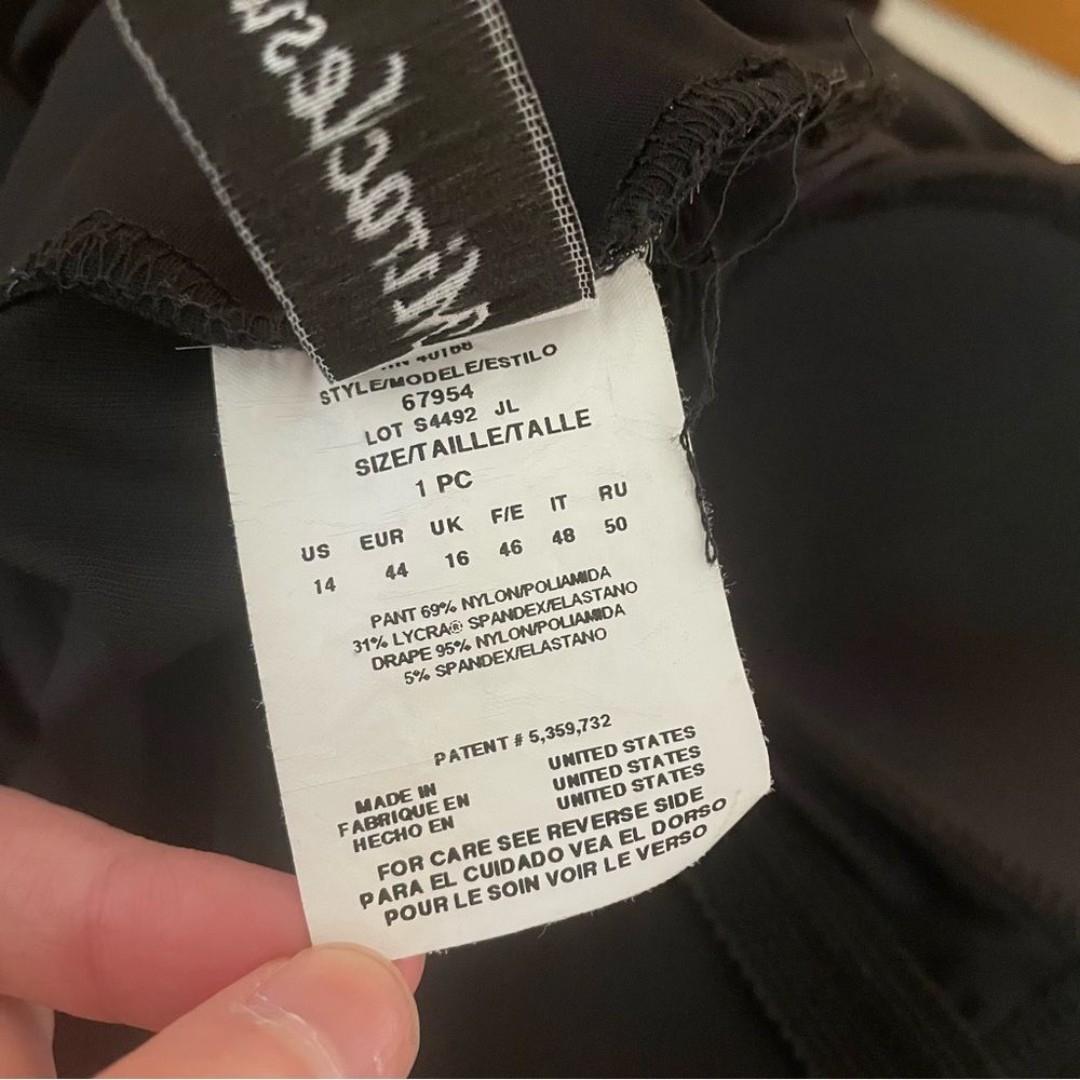 Miraclesu
RN 40166
STYLE/MODELE/ESTILO
67954
LOT S4492 JL
SIZE/TAILLE/TALLE
1 PC
US EUR UK F/E IT RU
14 44 16 46 48 50
PANT 69% NYLON/POLIAMIDA
31% LYCRA® SPANDEX/ELASTANO
DRAPE 95% NYLON/POLIAMIDA
5% SPANDEX/ELASTANO
PATENT # 5,359,732
MADE IN UNITED STATES
FABRIQUE EN UNITED STATES
HECHO EN UNITED STATES
FOR CARE SEE REVERSE SIDE
PARA EL CUIDADO VEA EL DORSO
POUR LE SOIN VOIR LE VERSO